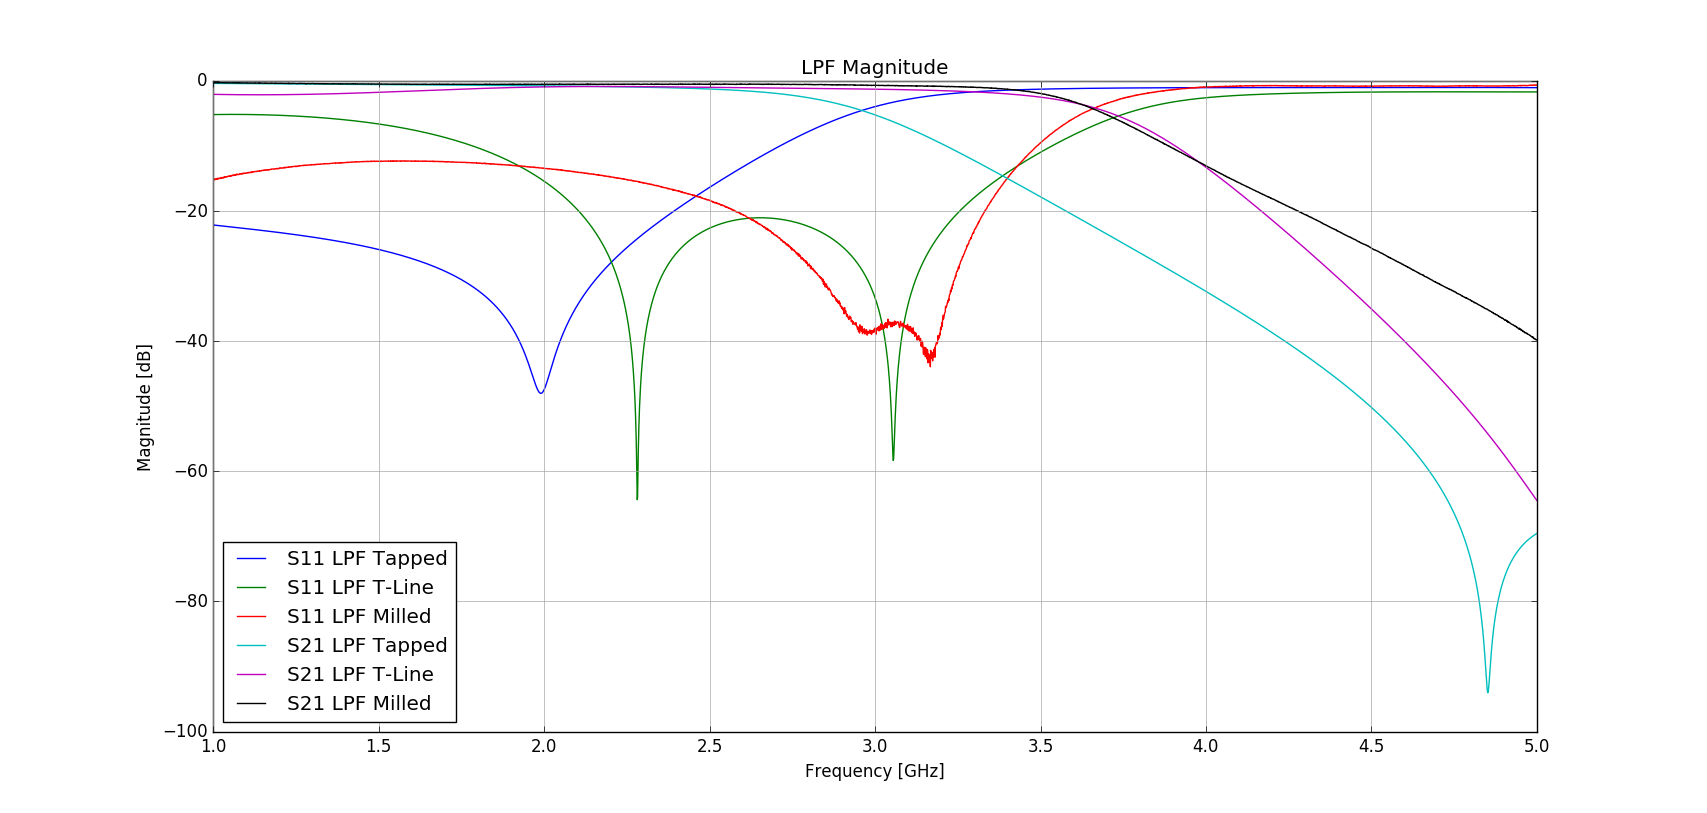 LPF Magnitude
0
−20
−40
−60
−80
−100
Magnitude [dB]
S11 LPF Tapped
S11 LPF T-Line
S11 LPF Milled
S21 LPF Tapped
S21 LPF T-Line
S21 LPF Milled
1.0 1.5 2.0 2.5 3.0 3.5 4.0 4.5 5.0
Frequency [GHz]